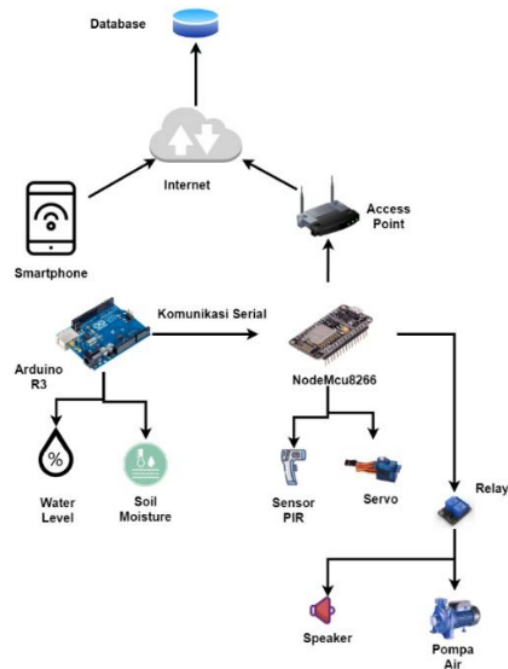 Database
Internet
Access
Point
Smartphone
Komunikasi Serial
Arduino
R3
NodeMcu8266
%
Water
Level
Soil
Moisture
Sensor
PIR
Servo
Relay
Speaker
Pompa
Air